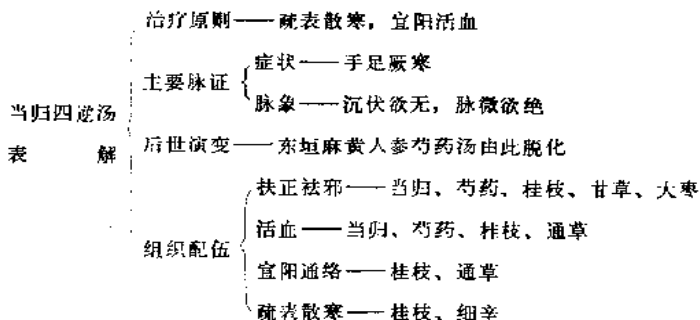 治疗原则——疏表散寒，宜阳活血
主要脉证
症状——手足厥寒
脉象——沉伏欲无，脉微欲绝
当归四逆汤
表解
后世演变——东垣麻黄人参芍药汤由此脱化
组织配伍
扶正祛邪——当归、芍药、桂枝、甘草、大枣
活血——当归、芍药、桂枝、通草
宜阳通络——桂枝、通草
疏表散寒——桂枝、细辛